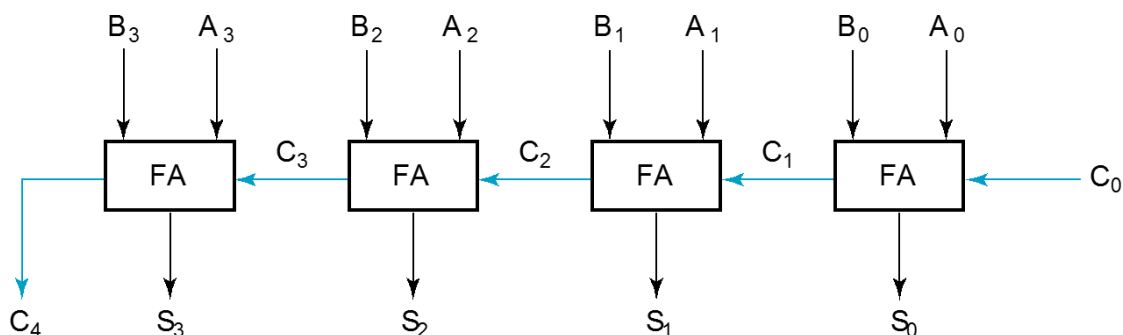 B₃ A₃ B₂ A₂ B₁ A₁ B₀ A₀
FA C₃ FA C₂ FA C₁ FA C₀
C₄ S₃ S₂ S₁ S₀